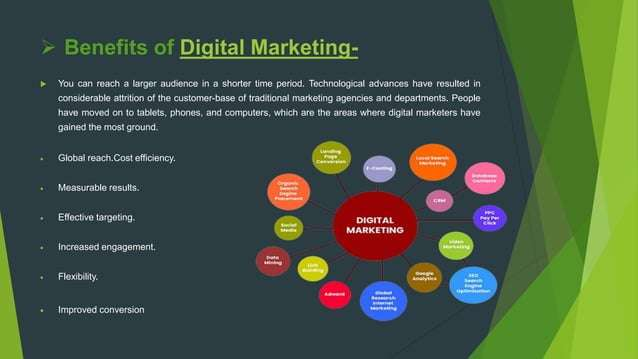 Benefits of Digital Marketing-
You can reach a larger audience in a shorter time period. Technological advances have resulted in
considerable attrition of the customer-base of traditional marketing agencies and departments. People
have moved on to tablets, phones, and computers, which are the areas where digital marketers have
gained the most ground.
Global reach.Cost efficiency.
Measurable results.
Effective targeting.
Increased engagement.
Flexibility.
Improved conversion
Landing
Page
Conversion
E-Coating
Local Search
Marketing
Database
CRM
PPC
Pay Per
Click
Video
Marketing
SEO
Search
Engine
Optimisation
Google
Analytics
Global
Research
Internet
Marketing
Adword
Link
Building
Data
Mining
Social
Media
Organic
Search
Engine
Placement
DIGITAL
MARKETING